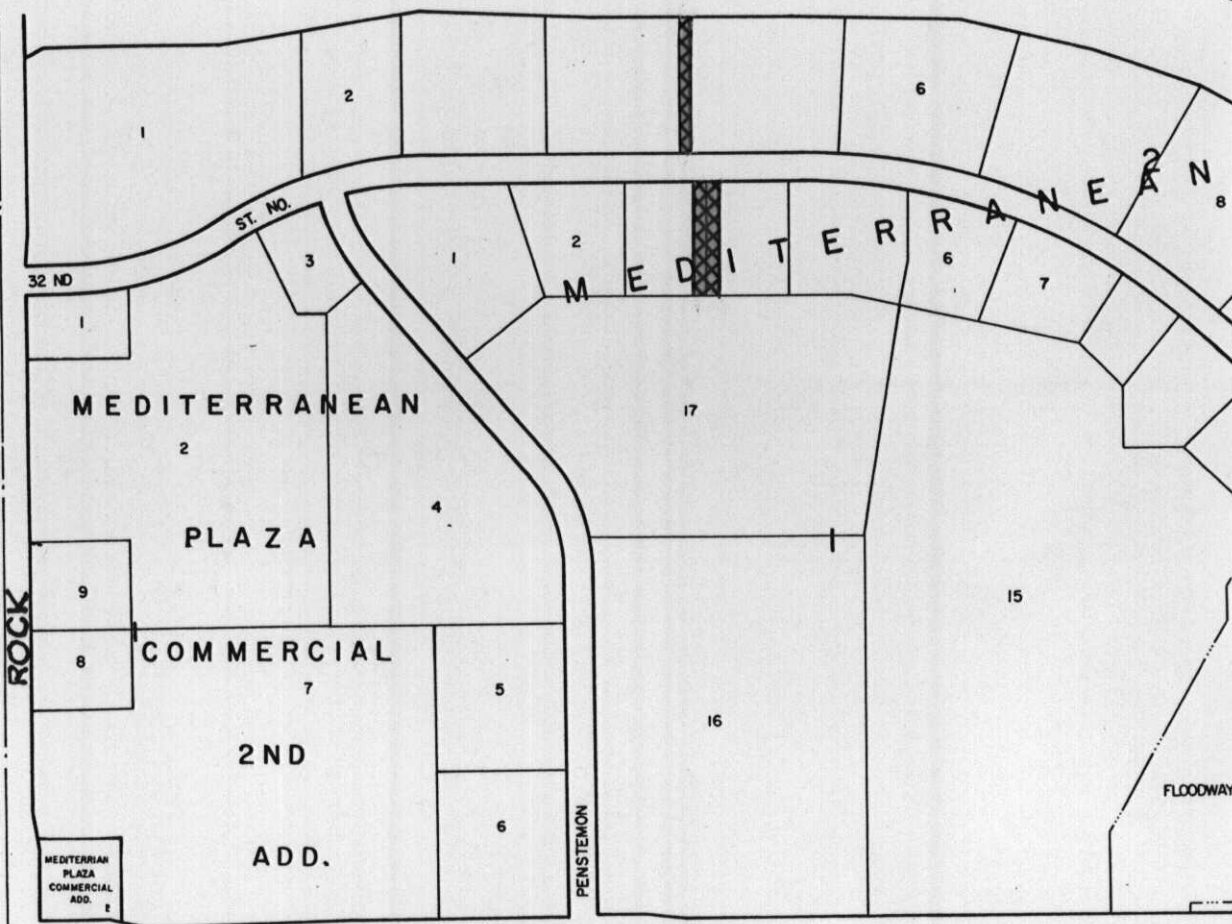 1
2
6
2
A
8
ST. NO.
32 ND
3
1
2
MEDITERRANEAN
6
7
1
MEDITERRANEAN
2
17
4
PLAZA
9
15
ROCK
8
COMMERCIAL
7
5
16
2ND
6
FLOODWAY
PENSTEMON
ADD.
MEDITERRIAN
PLAZA
COMMERCIAL
ADD.